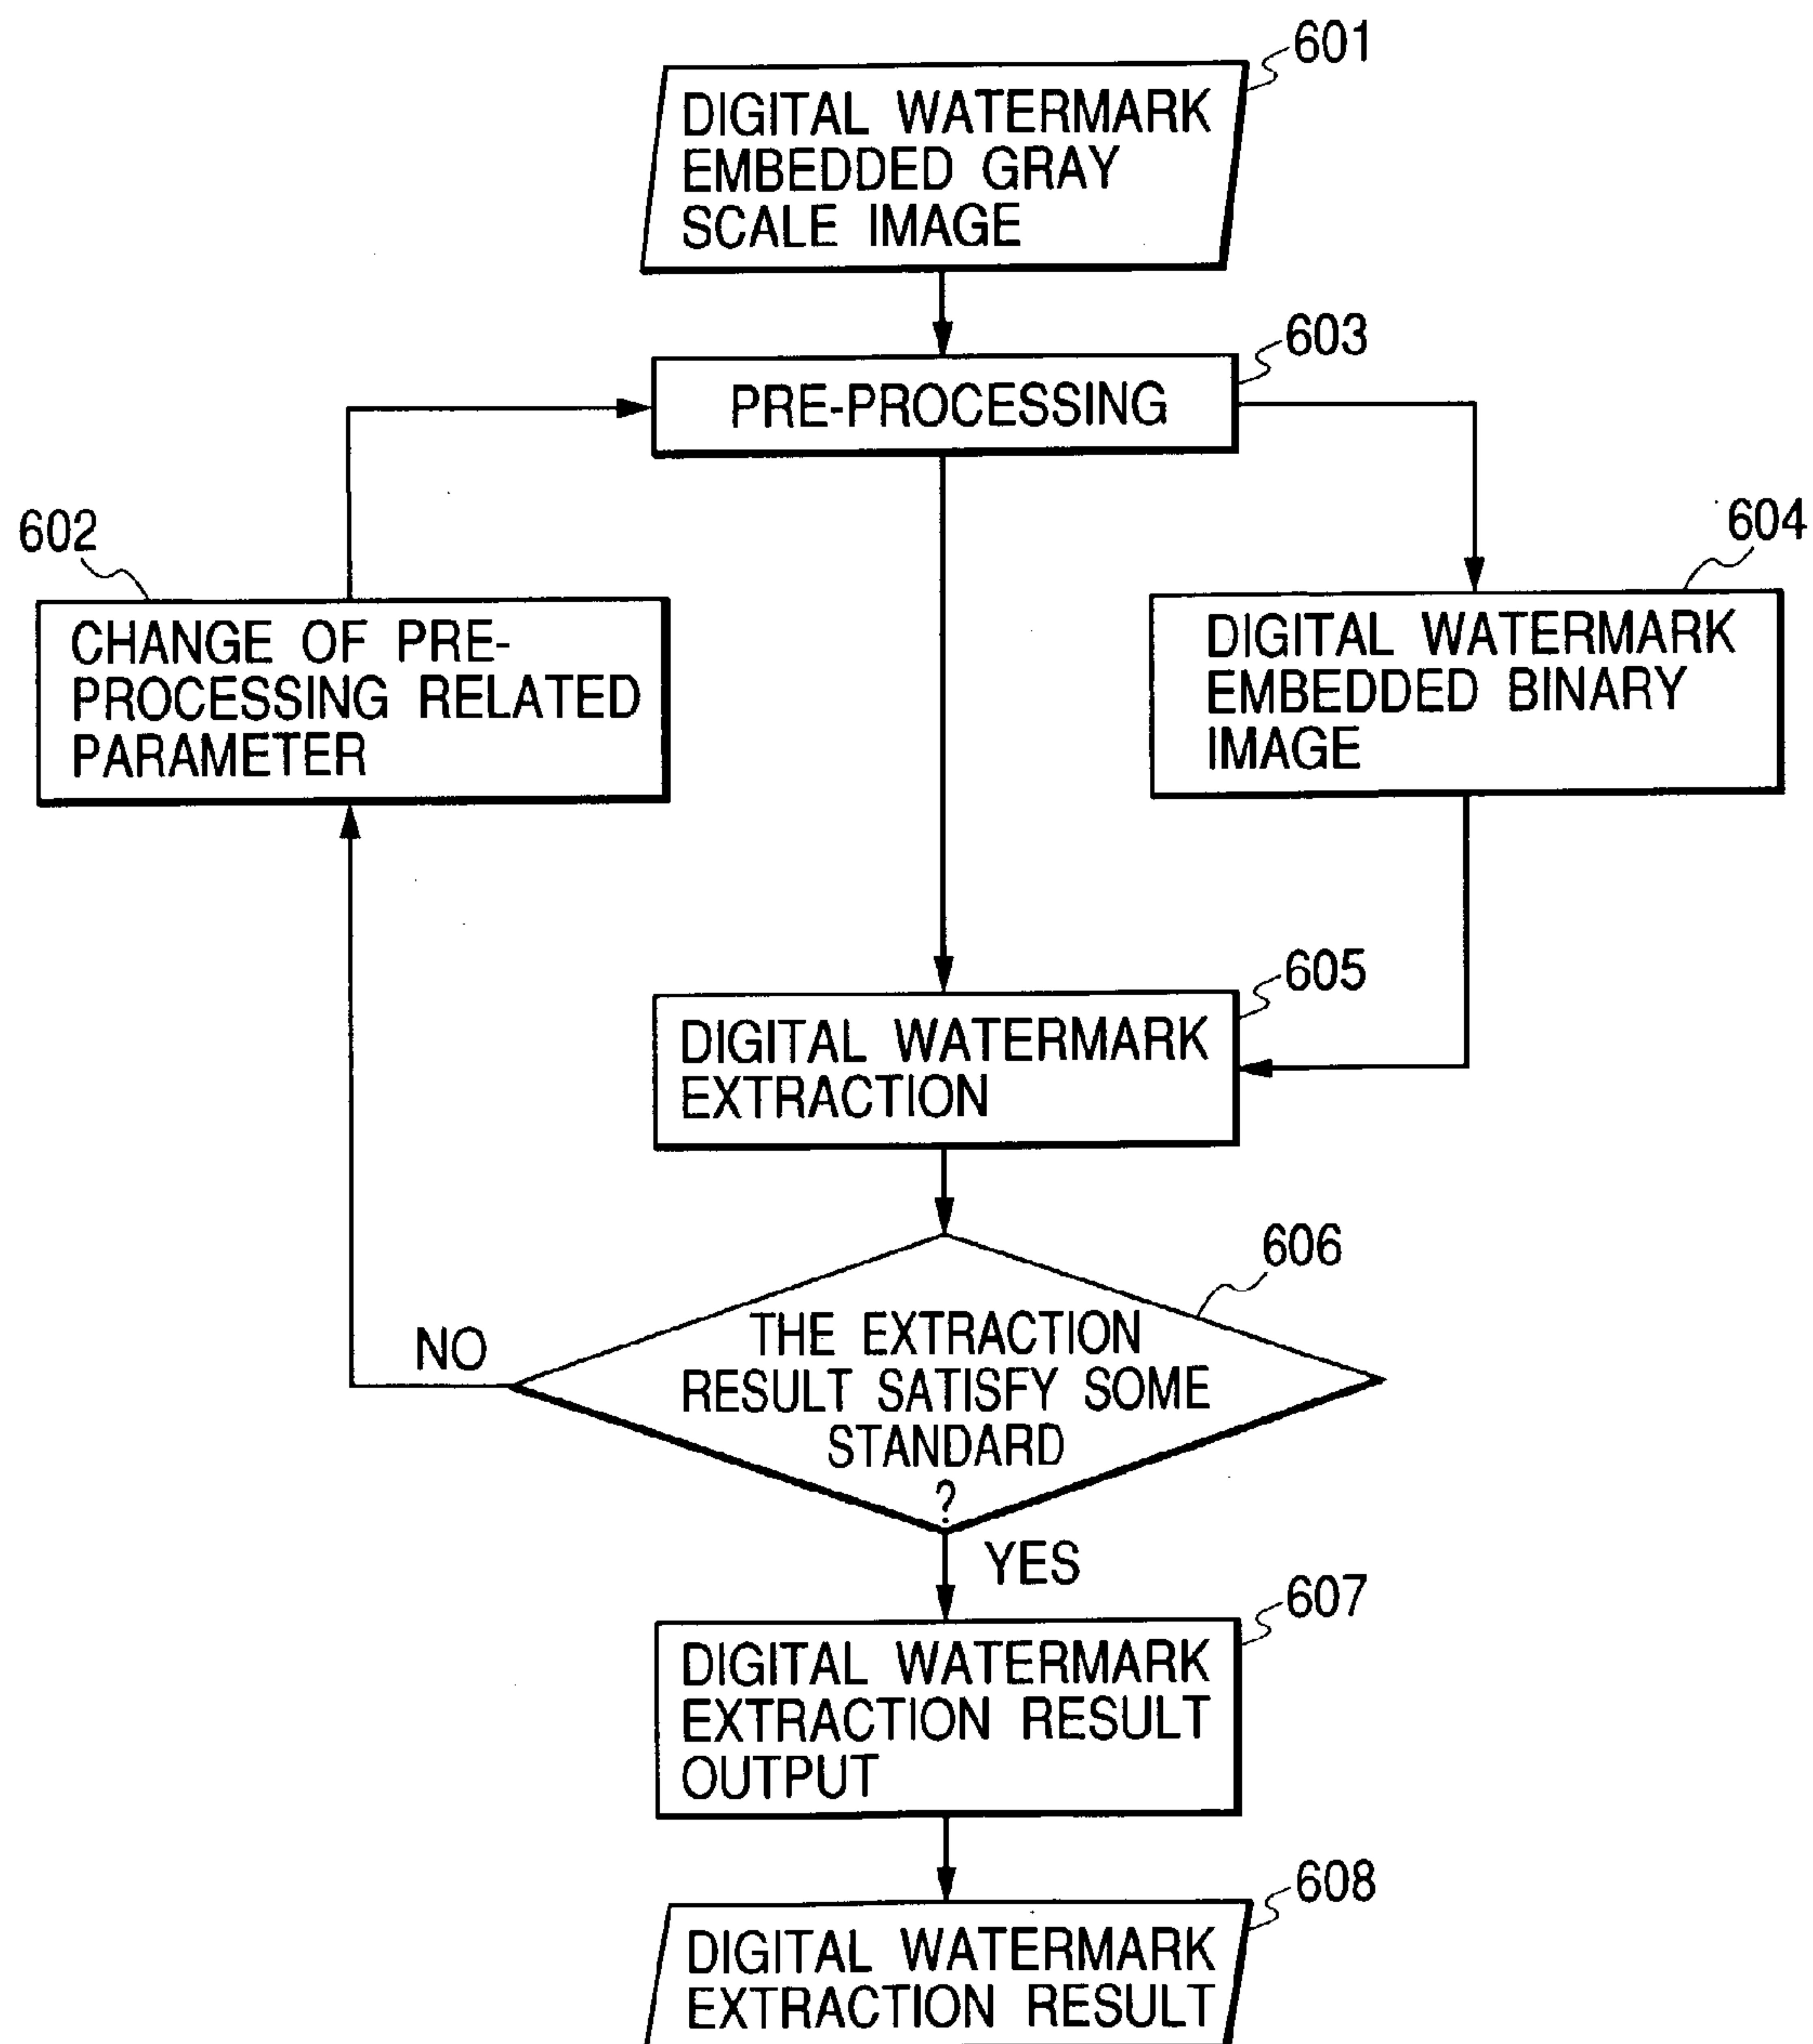 601
DIGITAL WATERMARK
EMBEDDED GRAY
SCALE IMAGE
603
PRE-PROCESSING
602
CHANGE OF PRE-
PROCESSING RELATED
PARAMETER
604
DIGITAL WATERMARK
EMBEDDED BINARY
IMAGE
605
DIGITAL WATERMARK
EXTRACTION
606
THE EXTRACTION
RESULT SATISFY SOME
STANDARD
?
NO
YES
607
DIGITAL WATERMARK
EXTRACTION RESULT
OUTPUT
608
DIGITAL WATERMARK
EXTRACTION RESULT